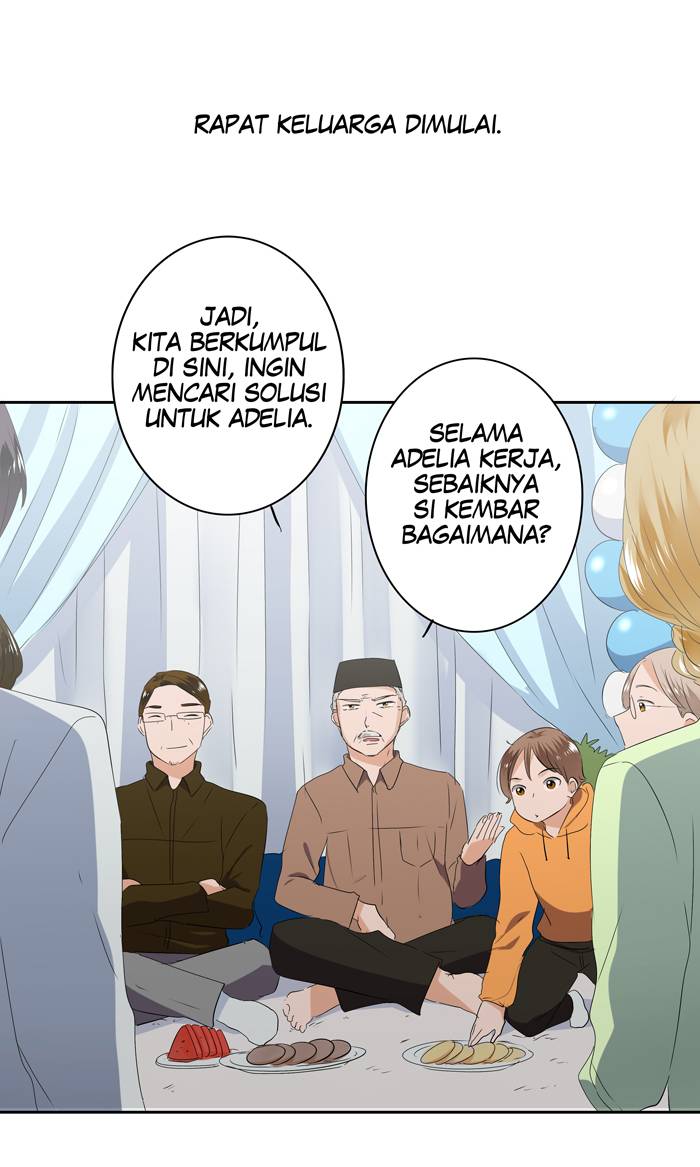 RAPAT KELUARGA DIMULAI.
JADI,
KITA BERKUMPUL
DI SINI, INGIN
MENCARI SOLUSI
UNTUK ADELIA.
SELAMA
ADELIA KERJA,
SEBAIKNYA
SI KEMBAR
BAGAIMANA?